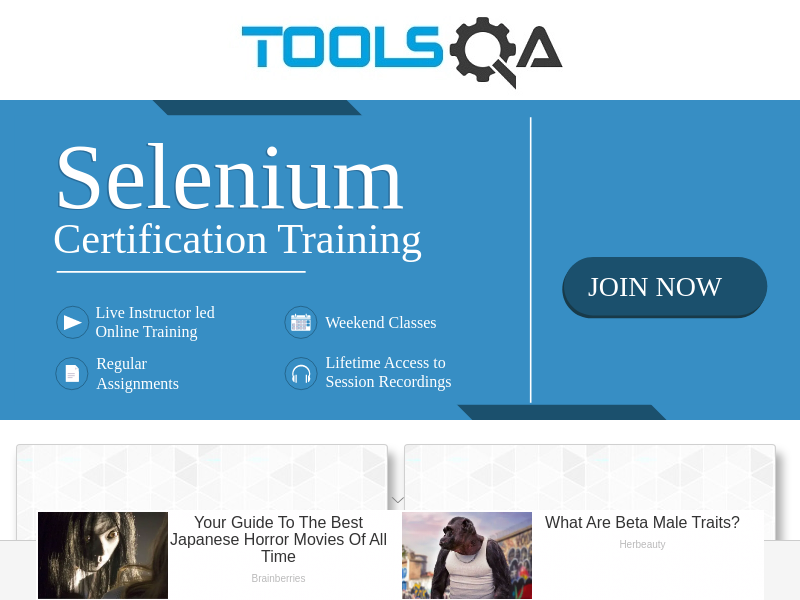 TOOLSQA
Selenium
Certification Training
JOIN NOW
Live Instructor led
Online Training
Weekend Classes
Regular
Assignments
Lifetime Access to
Session Recordings
Your Guide To The Best
Japanese Horror Movies Of All
Time
Brainberries
What Are Beta Male Traits?
Herbeauty